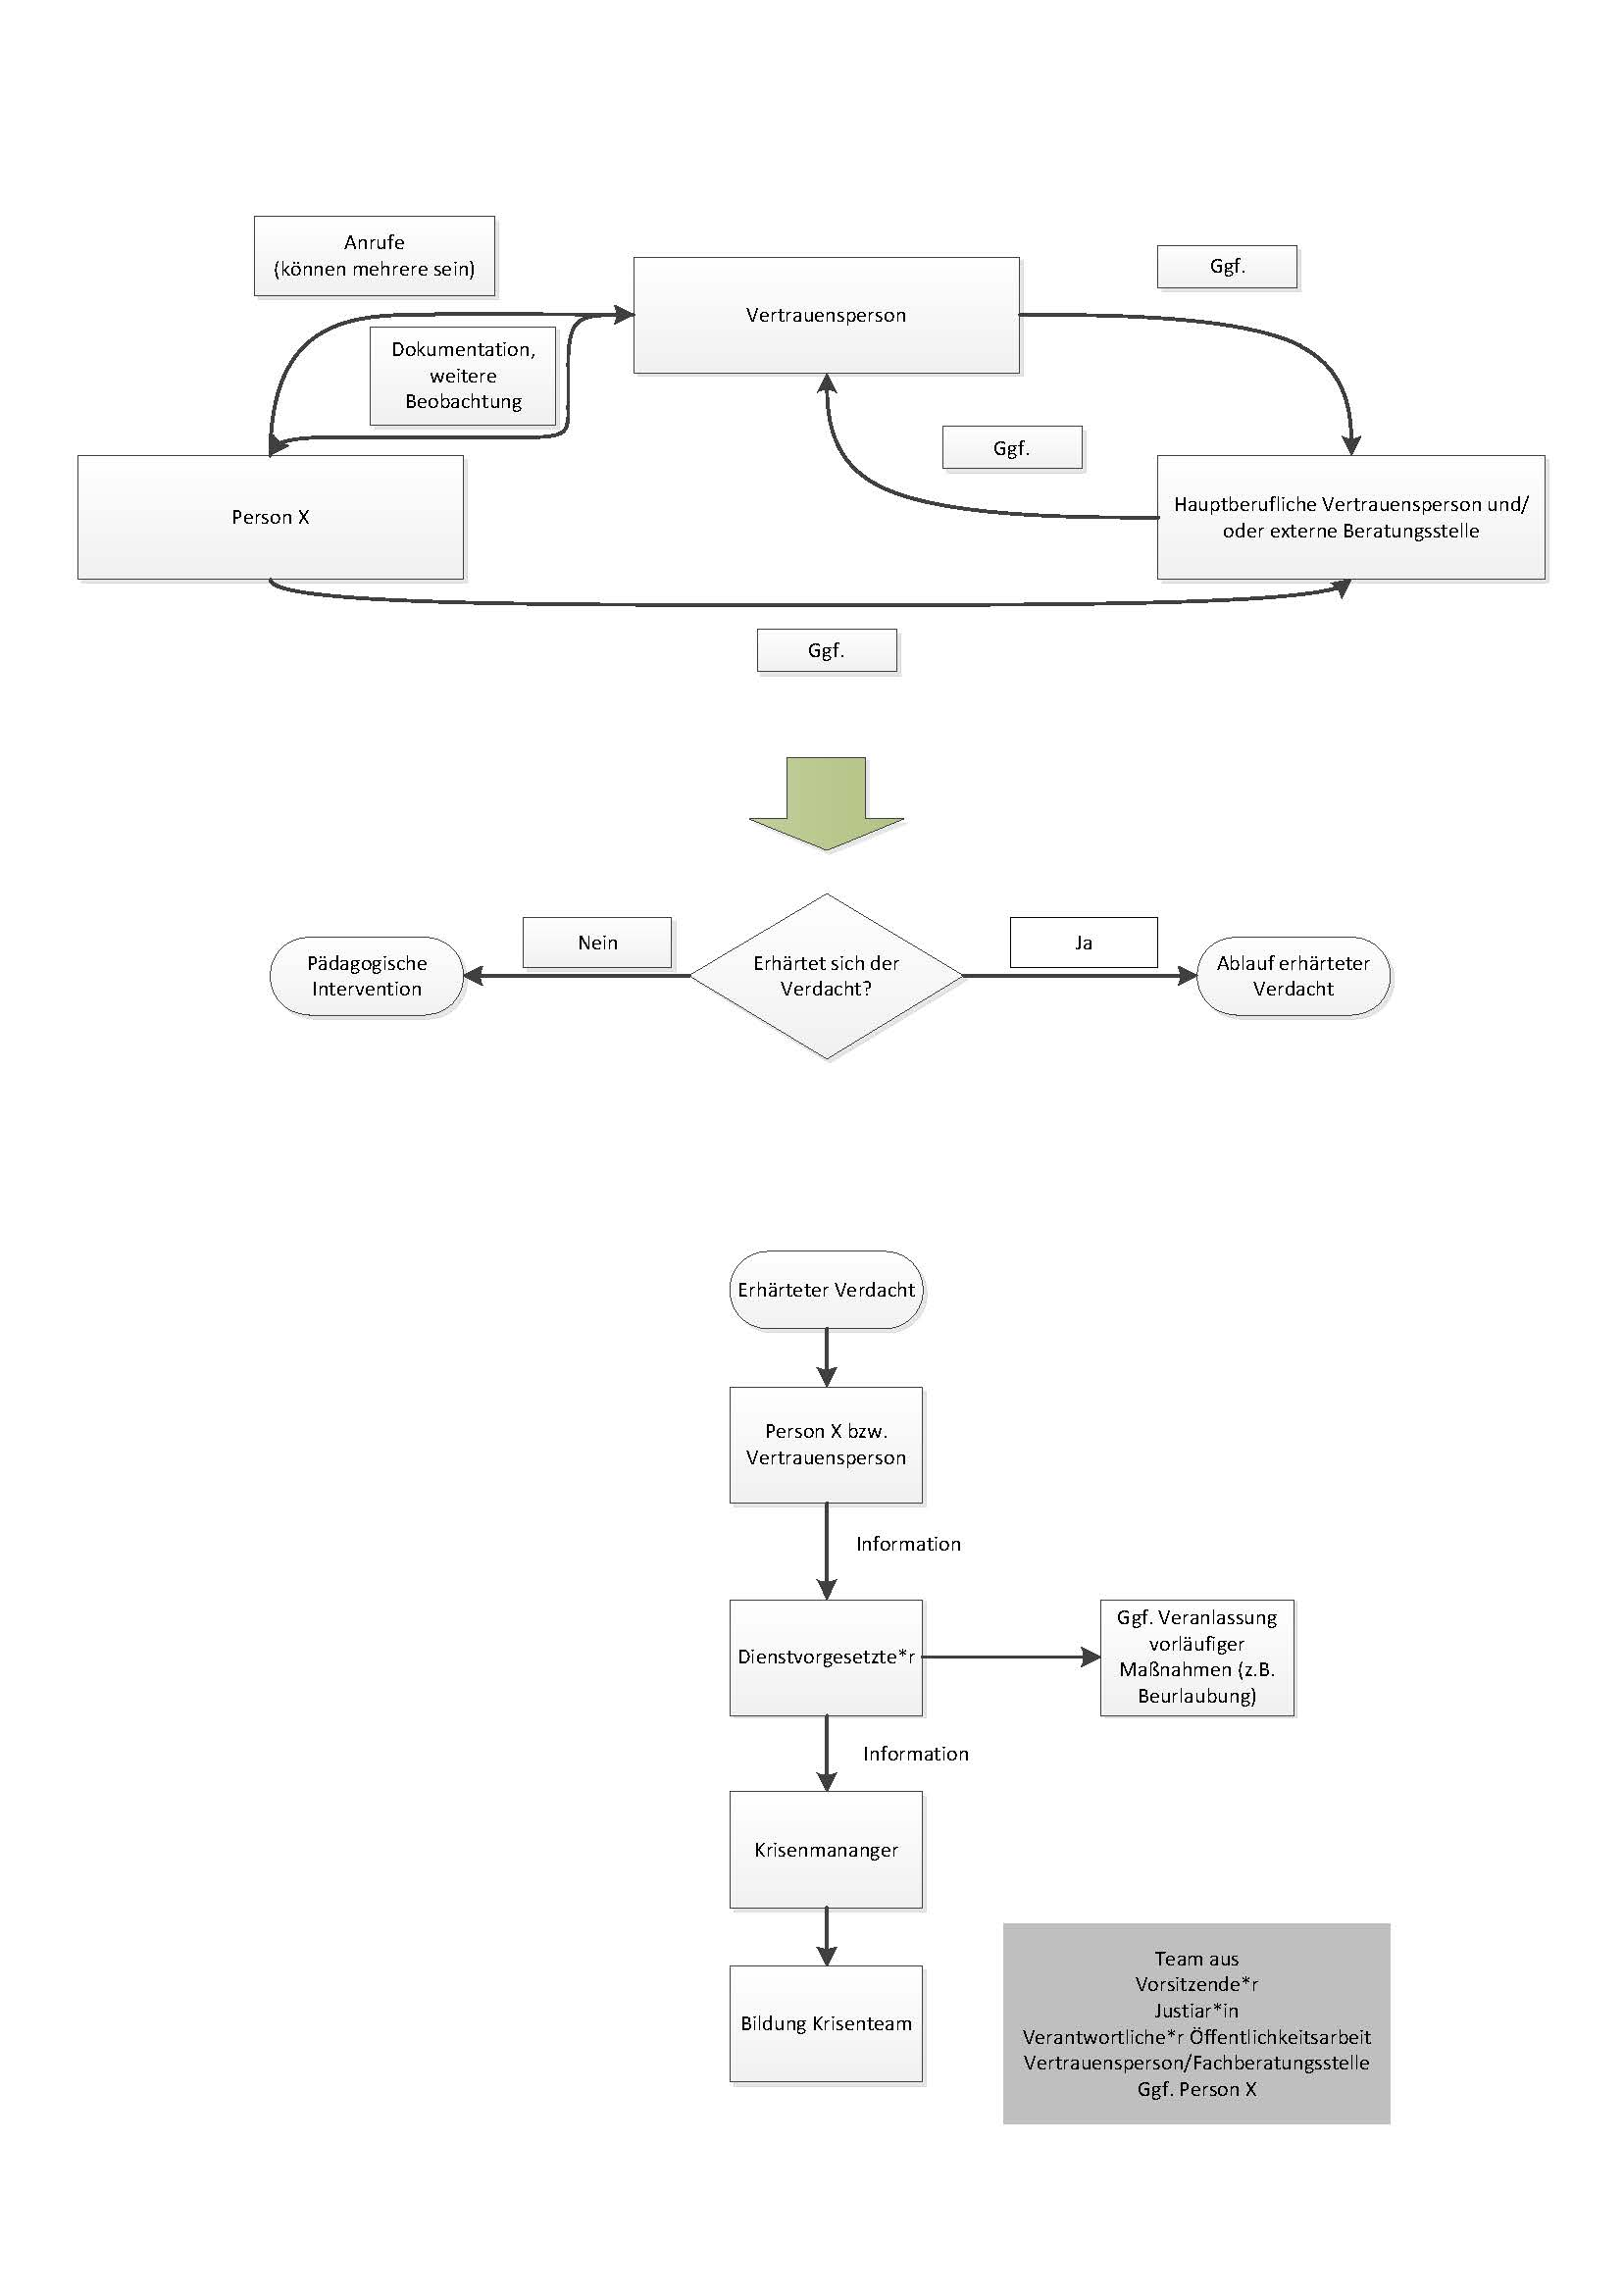 Anrufe
(können mehrere sein)
Ggf.
Vertrauensperson
Dokumentation,
weitere
Beobachtung
Ggf.
Person X
Hauptberufliche Vertrauensperson und/
oder externe Beratungsstelle
Ggf.
Nein
Ja
Pädagogische
Intervention
Erhärtet sich der
Verdacht?
Ablauf erhärteter
Verdacht
Erhärteter Verdacht
Person X bzw.
Vertrauensperson
Information
Dienstvorgesetzte*r
Ggf. Veranlassung
vorläufiger
Maßnahmen (z.B.
Beurlaubung)
Information
Krisenmananger
Bildung Krisenteam
Team aus
Vorsitzende*r
Justiar*in
Verantwortliche*r Öffentlichkeitsarbeit
Vertrauensperson/Fachberatungsstelle
Ggf. Person X